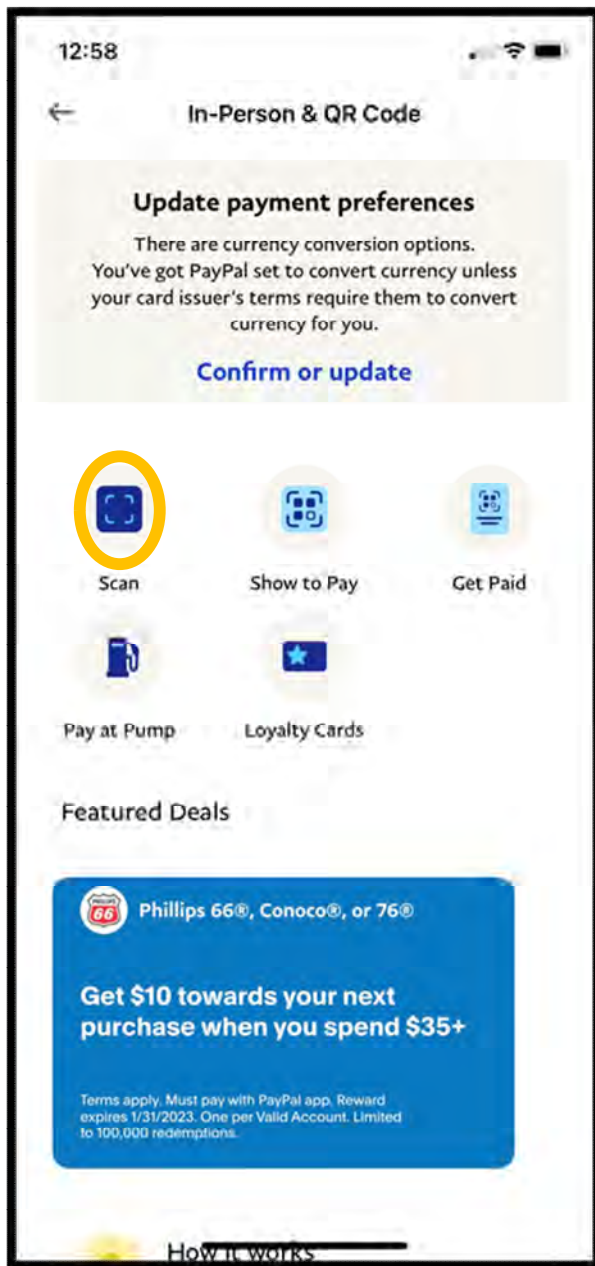 12:58
In-Person & QR Code
Update payment preferences
There are currency conversion options.
You've got PayPal set to convert currency unless
your card issuer's terms require them to convert
currency for you.
Confirm or update
Scan Show to Pay Get Paid
Pay at Pump Loyalty Cards
Featured Deals
PHILLIPS
66
Phillips 66®, Conoco®, or 76®
Get $10 towards your next
purchase when you spend $35+
Terms apply. Must pay with PayPal app. Reward
expires 1/31/2023. One per Valid Account. Limited
to 100,000 redemptions.
How it works